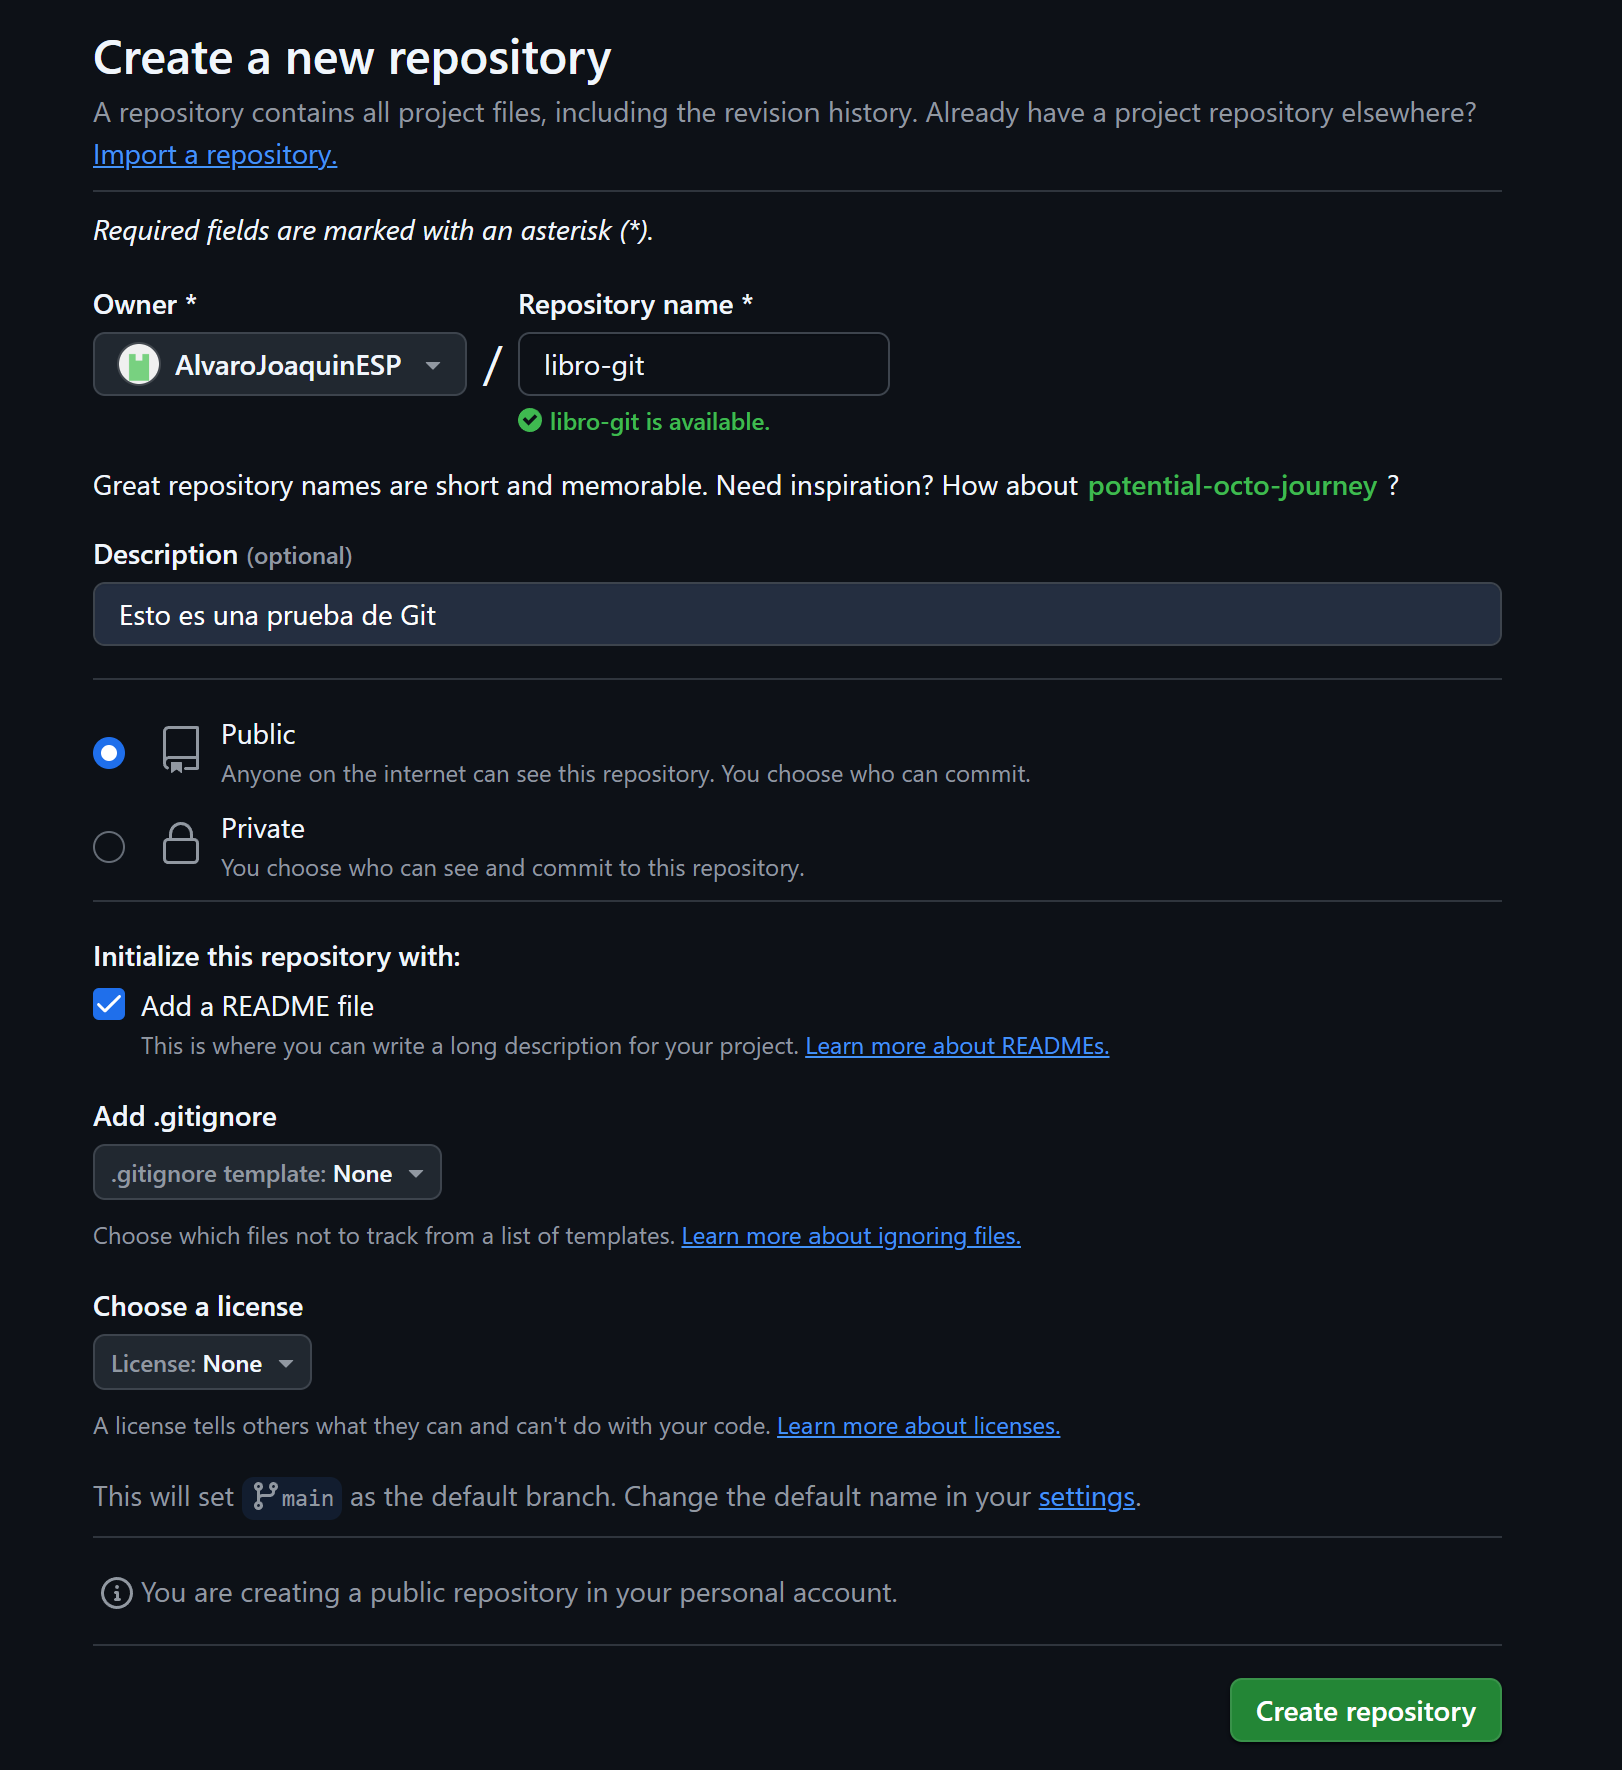 Create a new repository
A repository contains all project files, including the revision history. Already have a project repository elsewhere?
Import a repository.
Required fields are marked with an asterisk (*).
Owner *
Repository name *
AlvaroJoaquinESP
/
libro-git
libro-git is available.
Great repository names are short and memorable. Need inspiration? How about potential-octo-journey ?
Description (optional)
Esto es una prueba de Git
Public
Anyone on the internet can see this repository. You choose who can commit.
Private
You choose who can see and commit to this repository.
Initialize this repository with:
Add a README file
This is where you can write a long description for your project. Learn more about READMEs.
Add .gitignore
.gitignore template: None
Choose which files not to track from a list of templates. Learn more about ignoring files.
Choose a license
License: None
A license tells others what they can and can't do with your code. Learn more about licenses.
This will set main as the default branch. Change the default name in your settings.
You are creating a public repository in your personal account.
Create repository